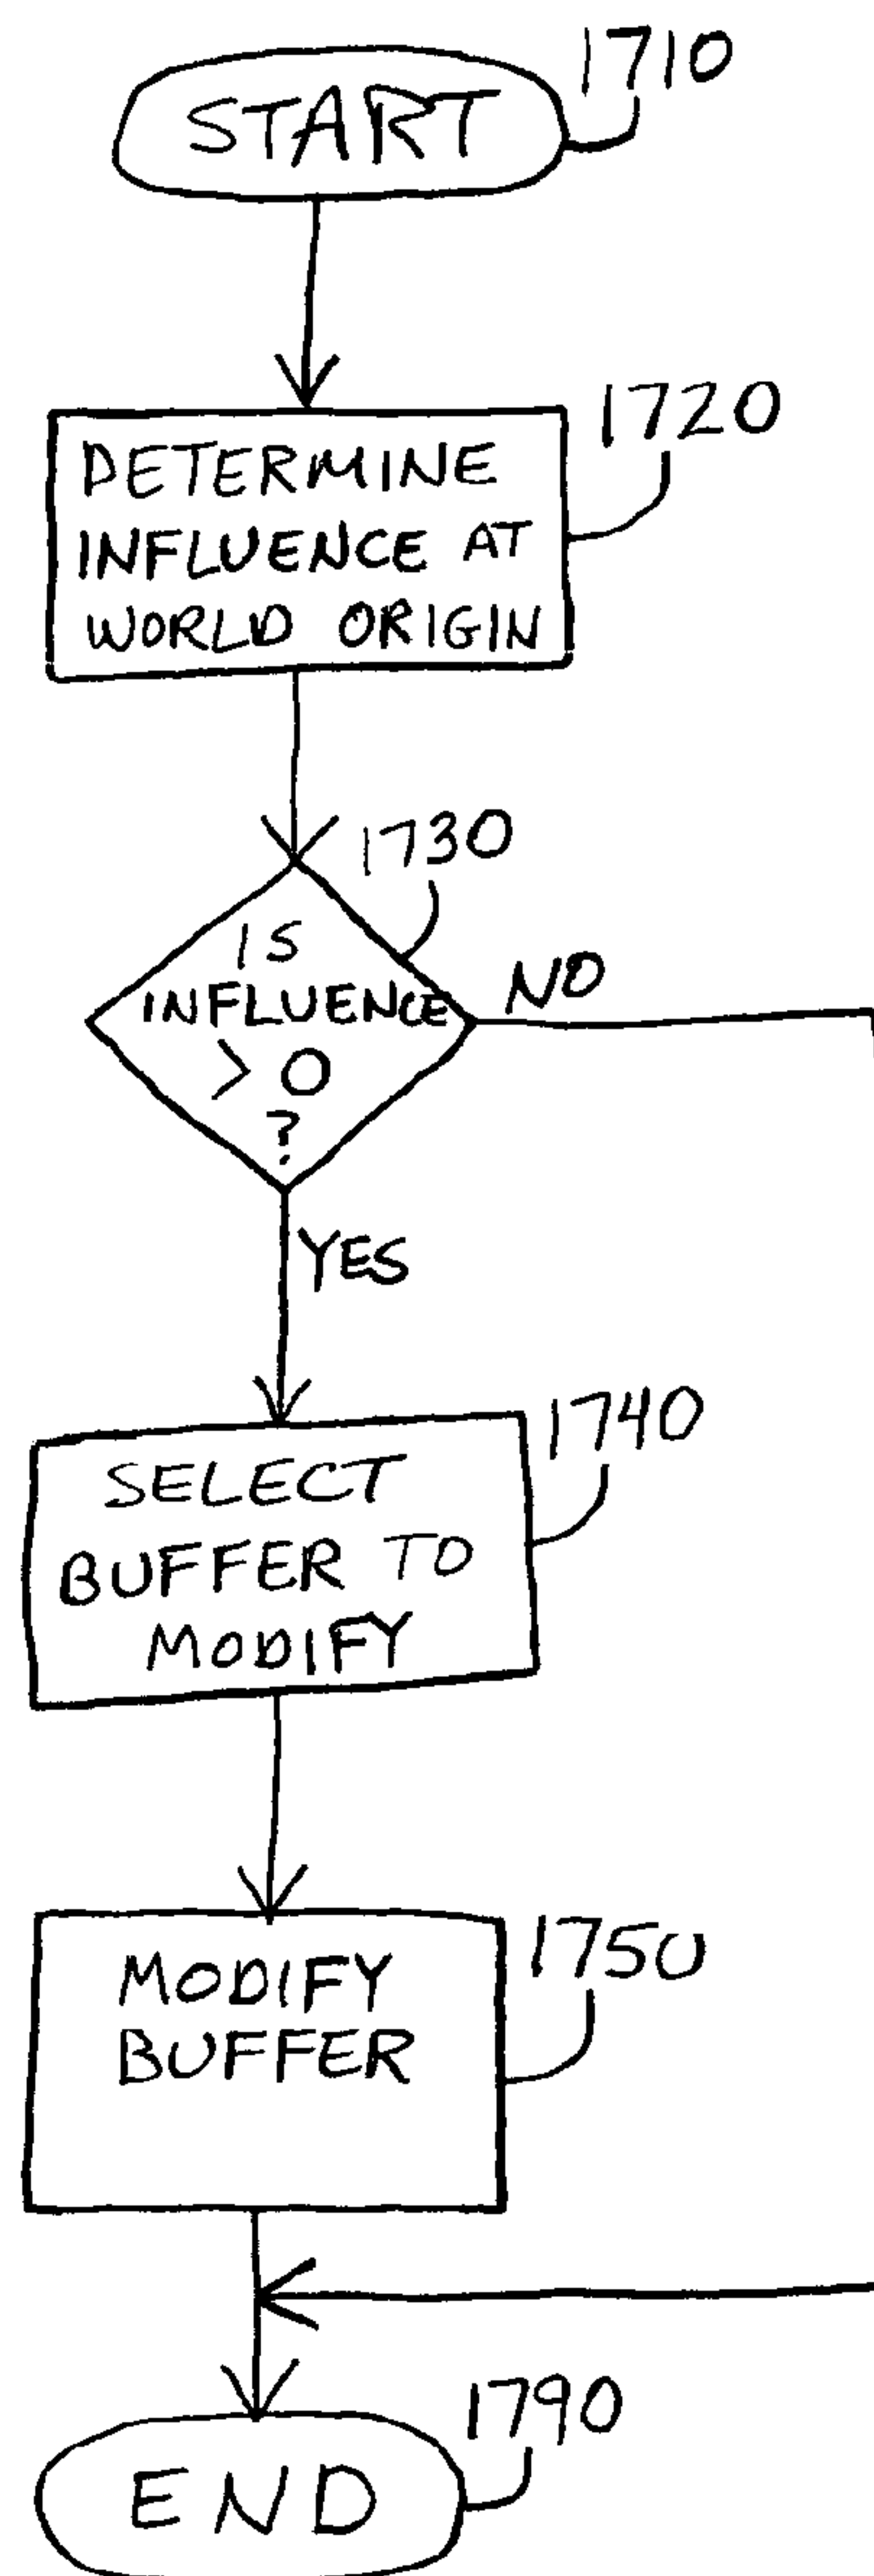 1710
START
1720
DETERMINE
INFLUENCE AT
WORLD ORIGIN
1730
IS
INFLUENCE
> 0
?
NO
YES
1740
SELECT
BUFFER TO
MODIFY
1750
MODIFY
BUFFER
1790
END